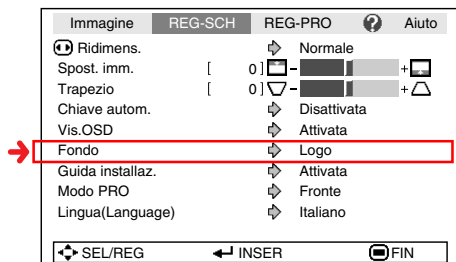 Immagine REG-SCH REG-PRO ? Aiuto
Ridimens. Normale
Spost. imm. [ 0 ] - +
Trapezio [ 0 ] - +
Chiave autom. Disattivata
Vis.OSD Attivata
Fondo Logo
Guida installaz. Attivata
Modo PRO Fronte
Lingua(Language) Italiano
SEL/REG INSER FIN